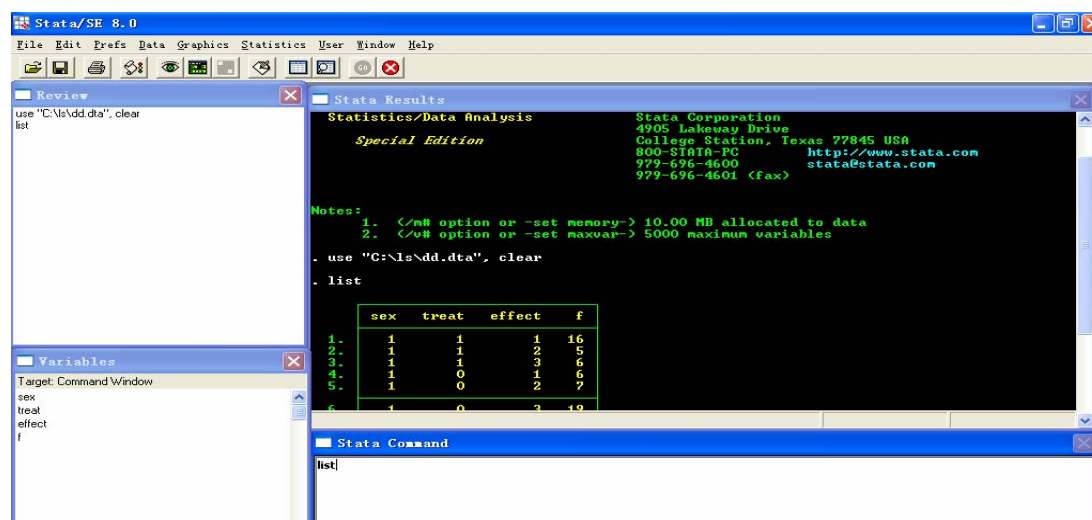 Stata/SE 8.0
File Edit Prefs Data Graphics Statistics User Window Help
Review
use "C:\ls\dd.dta", clear
list
Variables
Target: Command Window
sex
treat
effect
f
Stata Results
Statistics/Data Analysis Stata Corporation
4905 Lakeway Drive
Special Edition College Station, Texas 77845 USA
800-STATA-PC http://www.stata.com
979-696-4600 stata@stata.com
979-696-4601 (fax)
Notes:
1. (/m# option or -set memory-) 10.00 MB allocated to data
2. (/v# option or -set maxvar-) 5000 maximum variables
. use "C:\ls\dd.dta", clear
. list
sex treat effect f
1. 1 1 1 16
2. 1 1 2 5
3. 1 1 3 6
4. 1 0 1 6
5. 1 0 2 7
6. 1 0 3 19
Stata Command
list